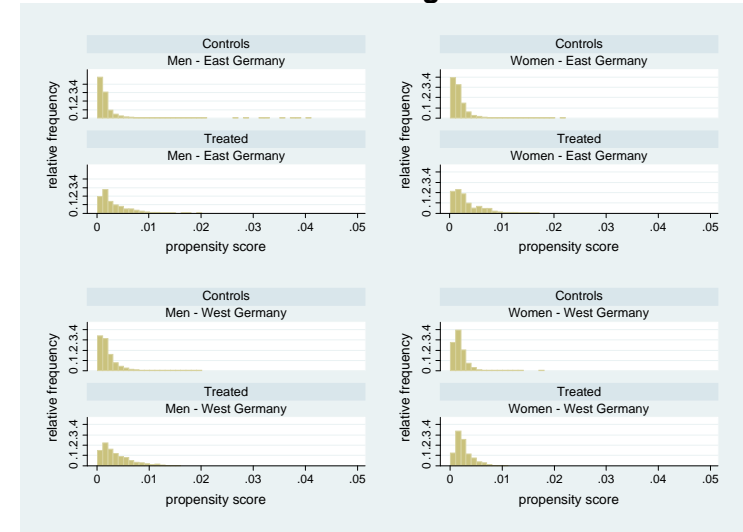 Controls
Men - East Germany
0 .1 .2 .3 .4
Treated
Men - East Germany
0 .1 .2 .3 .4
relative frequency
0 .01 .02 .03 .04 .05
propensity score
Controls
Women - East Germany
0 .1 .2 .3 .4
Treated
Women - East Germany
0 .1 .2 .3 .4
relative frequency
0 .01 .02 .03 .04 .05
propensity score
Controls
Men - West Germany
0 .1 .2 .3 .4
Treated
Men - West Germany
0 .1 .2 .3 .4
relative frequency
0 .01 .02 .03 .04 .05
propensity score
Controls
Women - West Germany
0 .1 .2 .3 .4
Treated
Women - West Germany
0 .1 .2 .3 .4
relative frequency
0 .01 .02 .03 .04 .05
propensity score